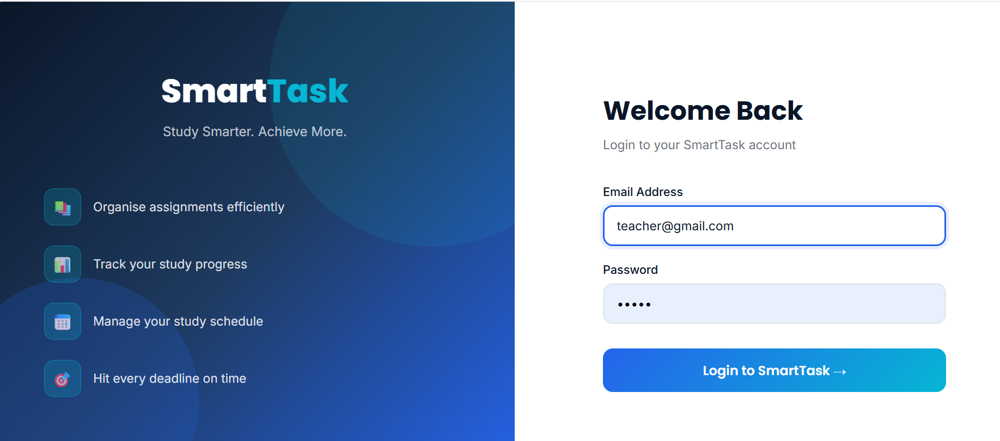 SmartTask
Study Smarter. Achieve More.
Organise assignments efficiently
Track your study progress
Manage your study schedule
Hit every deadline on time
Welcome Back
Login to your SmartTask account
Email Address
teacher@gmail.com
Password
•••••
Login to SmartTask →